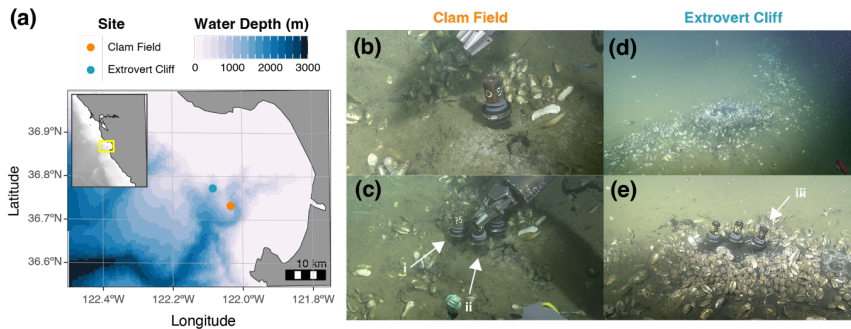 (a)
Site
Clam Field
Extrovert Cliff
Water Depth (m)
0 1000 2000 3000
36.9°N
36.8°N
36.7°N
36.6°N
Latitude
10 km
122.4°W 122.2°W 122.0°W 121.8°W
Longitude
Clam Field
Extrovert Cliff
(b)
(d)
(c)
75
i
ii
(e)
iii